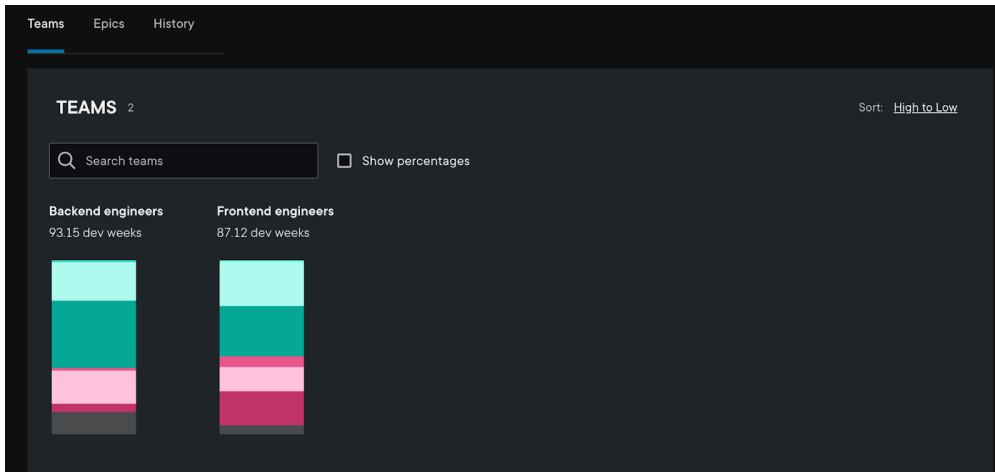 Teams Epics History
TEAMS 2
Sort: High to Low
Search teams
Show percentages
Backend engineers
93.15 dev weeks
Frontend engineers
87.12 dev weeks